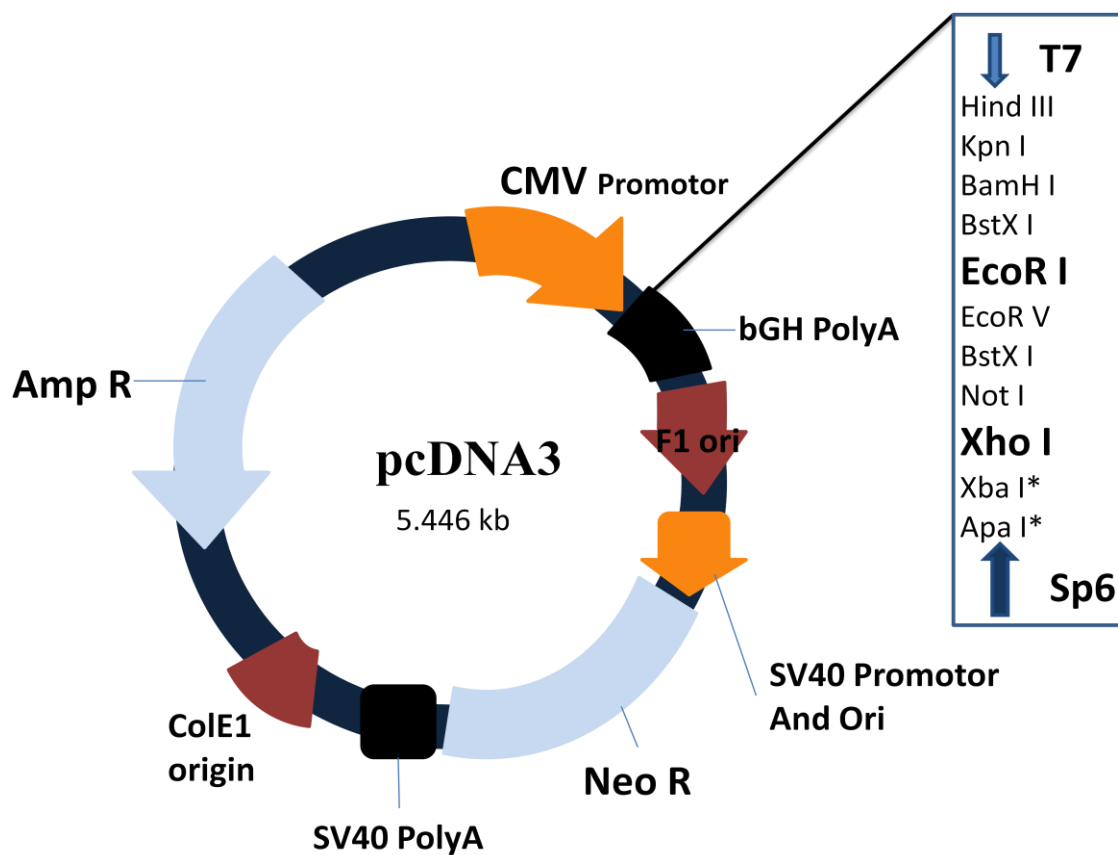 T7
Hind III
Kpn I
BamH I
BstX I
EcoR I
EcoR V
BstX I
Not I
Xho I
Xba I*
Apa I*
Sp6
CMV Promotor
bGH PolyA
Amp R
F1 ori
pcDNA3
5.446 kb
SV40 Promotor
And Ori
ColE1
origin
Neo R
SV40 PolyA